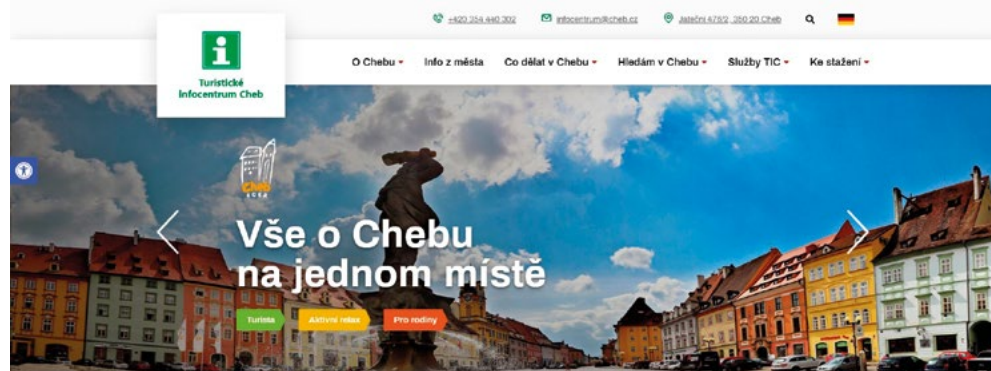 +420 354 440 302 infocentrum@cheb.cz Jateční 476/2, 350 20 Cheb
Turistické
infocentrum Cheb
O Chebu Info z města Co dělat v Chebu Hledám v Chebu Služby TIC Ke stažení
cheb
Vše o Chebu
na jednom místě
Turista Aktivní relax Pro rodiny